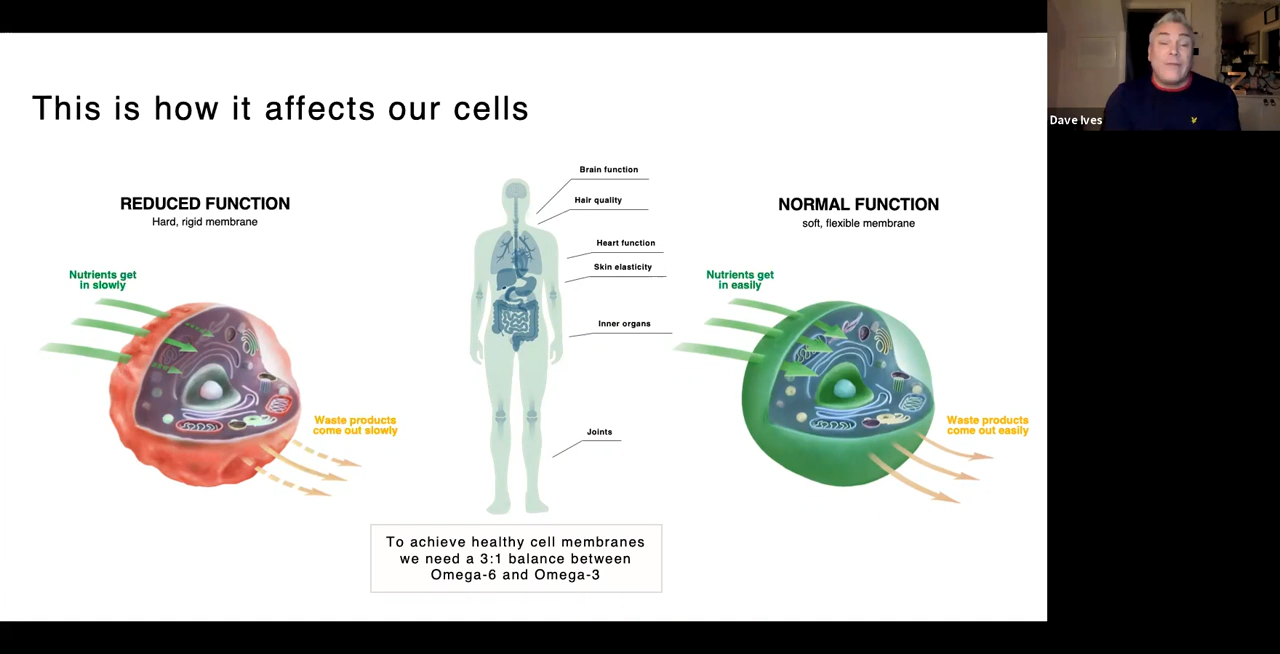 This is how it affects our cells
Dave Ives
REDUCED FUNCTION
Hard, rigid membrane
Nutrients get
in slowly
Waste products
come out slowly
Brain function
Hair quality
Heart function
Skin elasticity
Inner organs
Joints
NORMAL FUNCTION
soft, flexible membrane
Nutrients get
in easily
Waste products
come out easily
To achieve healthy cell membranes
we need a 3:1 balance between
Omega-6 and Omega-3